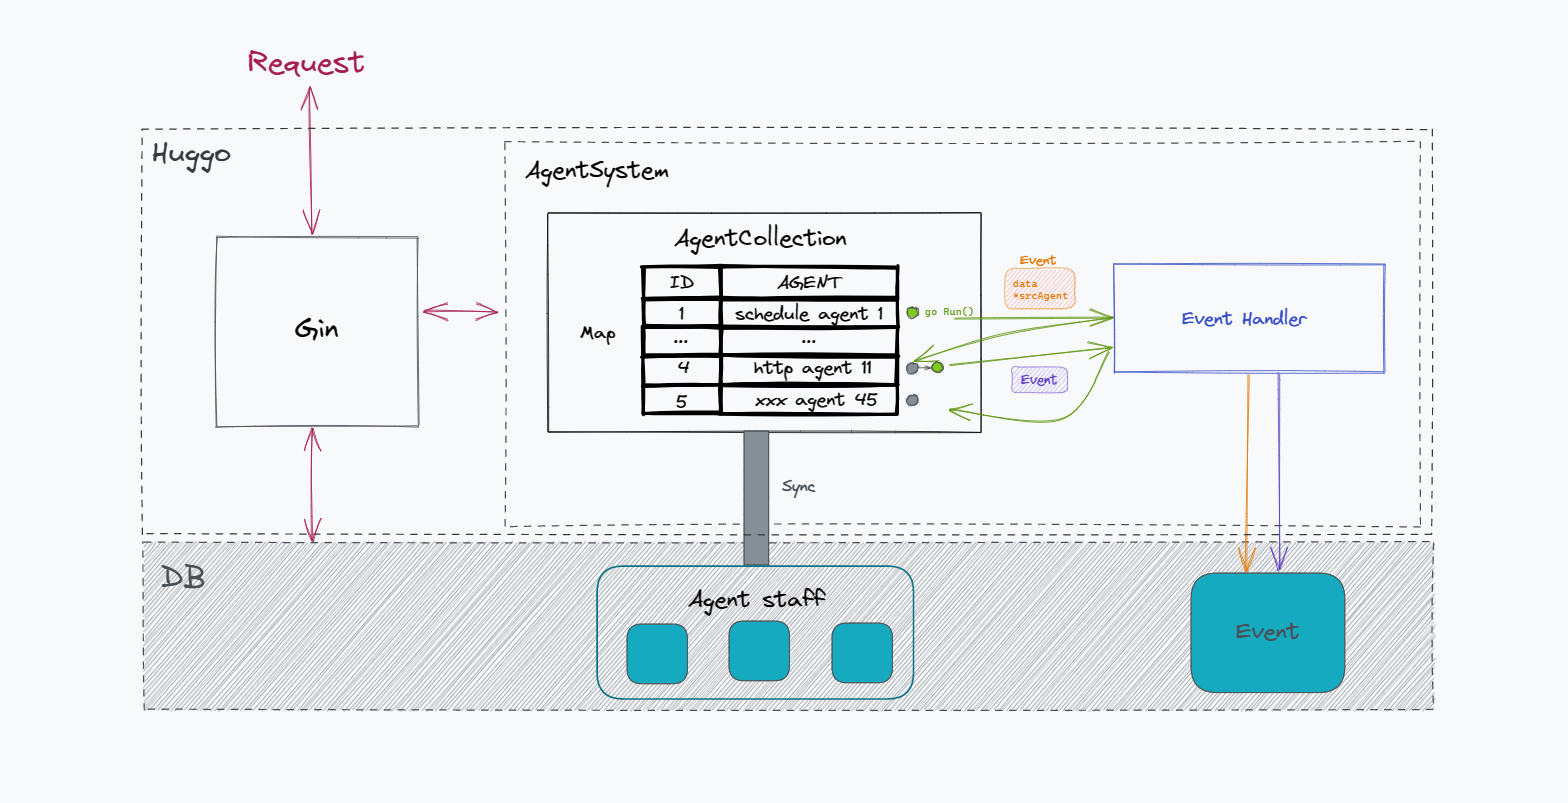 Request
Huggo
AgentSystem
Gin
AgentCollection
Map
ID AGENT
1 schedule agent 1
... ...
4 http agent 11
5 xxx agent 45
go Run()
Event
data
*srcAgent
Event
Event Handler
Sync
DB
Agent staff
Event